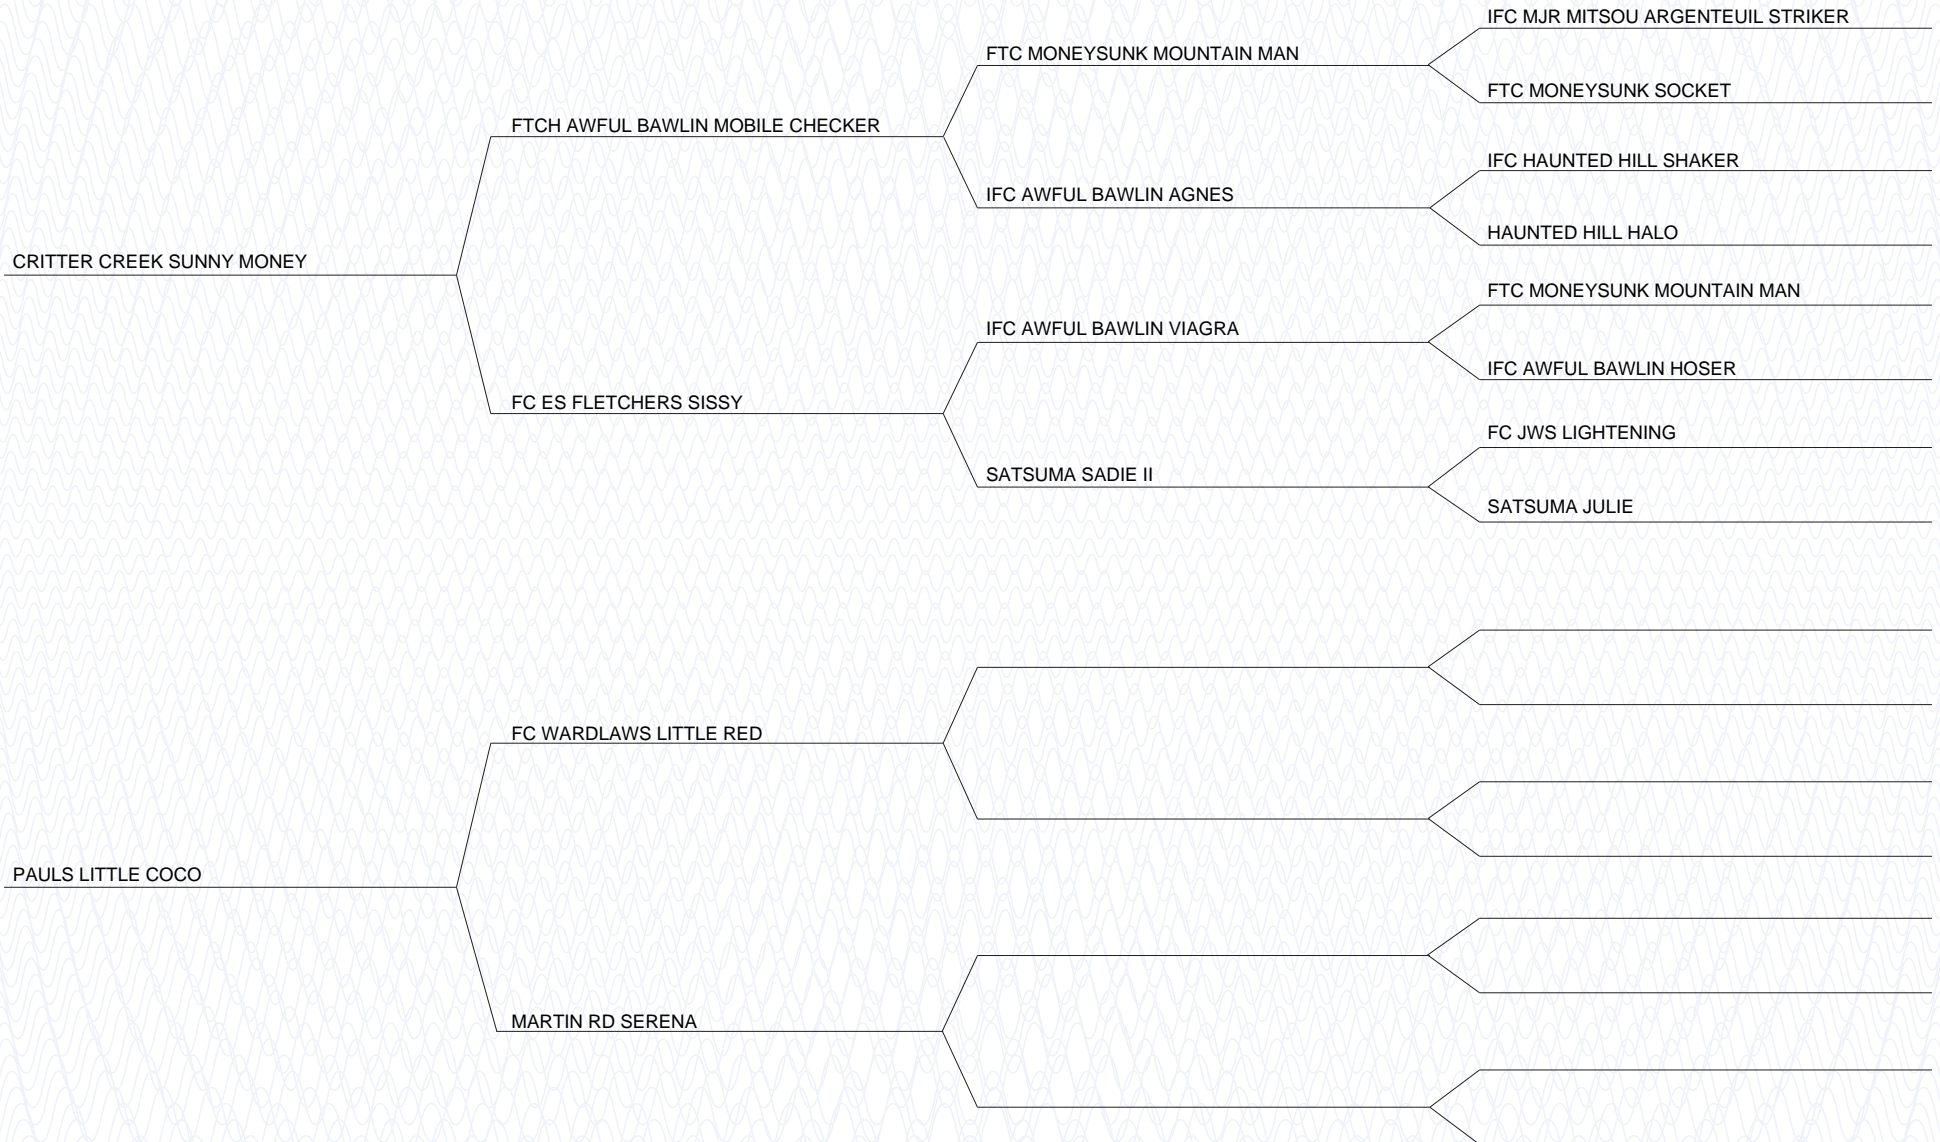 IFC MJR MITSOU ARGENTEUIL STRIKER
FTC MONEYSUNK MOUNTAIN MAN
FTC MONEYSUNK SOCKET
FTCH AWFUL BAWLIN MOBILE CHECKER
IFC HAUNTED HILL SHAKER
IFC AWFUL BAWLIN AGNES
HAUNTED HILL HALO
CRITTER CREEK SUNNY MONEY
FTC MONEYSUNK MOUNTAIN MAN
IFC AWFUL BAWLIN VIAGRA
IFC AWFUL BAWLIN HOSER
FC ES FLETCHERS SISSY
FC JWS LIGHTENING
SATSUMA SADIE II
SATSUMA JULIE
FC WARDLAWS LITTLE RED
PAULS LITTLE COCO
MARTIN RD SERENA